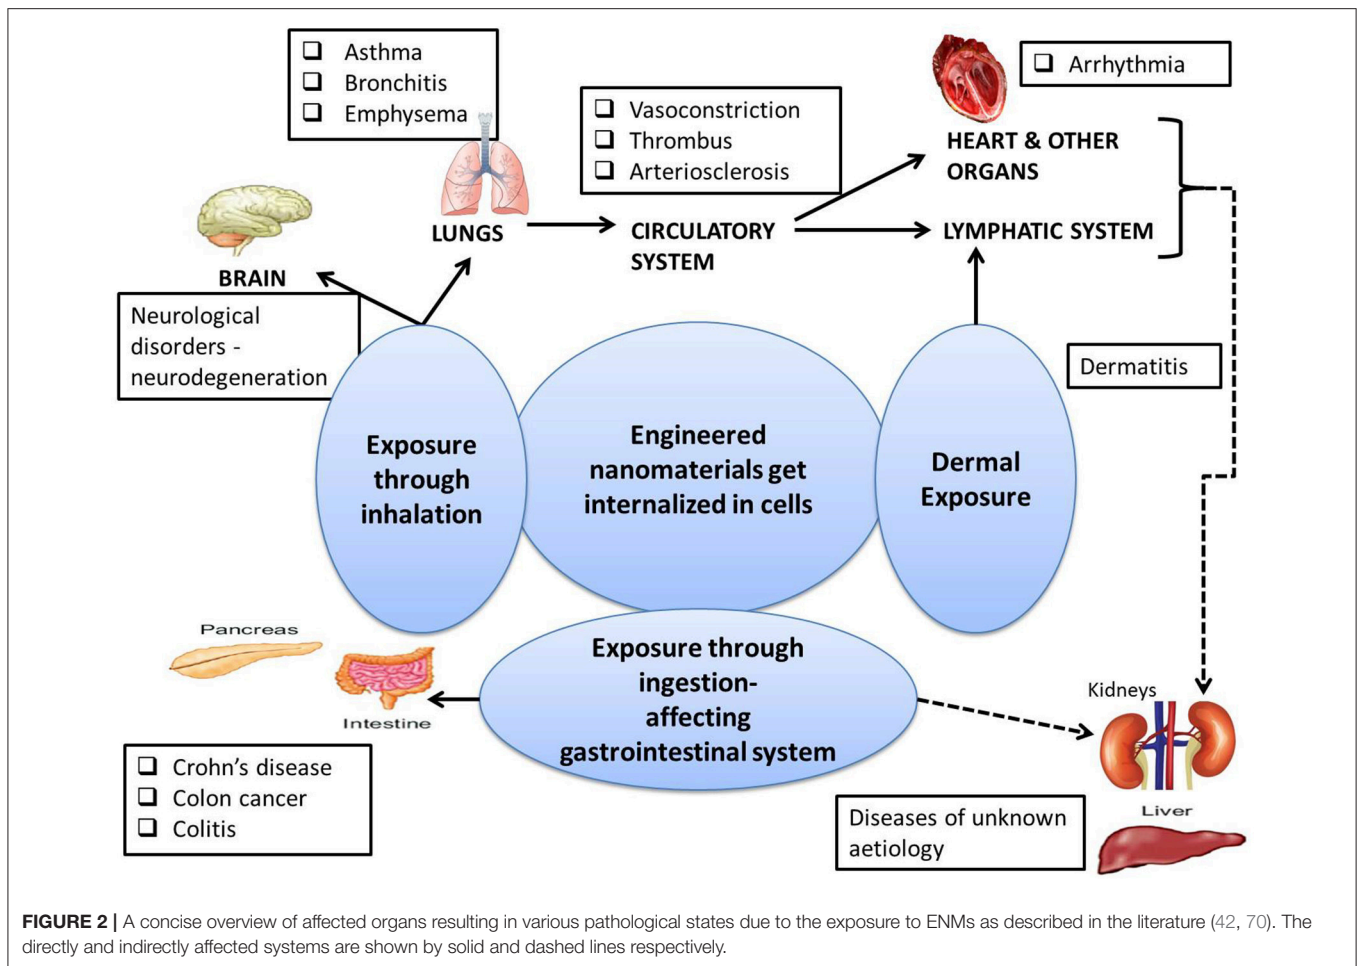 ❑ Asthma
❑ Bronchitis
❑ Emphysema
❑ Vasoconstriction
❑ Thrombus
❑ Arteriosclerosis
❑ Arrhythmia
HEART & OTHER
ORGANS
LUNGS
CIRCULATORY
SYSTEM
LYMPHATIC SYSTEM
BRAIN
Neurological
disorders -
neurodegeneration
Dermatitis
Exposure
through
inhalation
Engineered
nanomaterials get
internalized in cells
Dermal
Exposure
Pancreas
Intestine
Exposure through
ingestion-
affecting
gastrointestinal system
Kidneys
Liver
❑ Crohn’s disease
❑ Colon cancer
❑ Colitis
Diseases of unknown
aetiology
FIGURE 2 | A concise overview of affected organs resulting in various pathological states due to the exposure to ENMs as described in the literature (42, 70). The
directly and indirectly affected systems are shown by solid and dashed lines respectively.